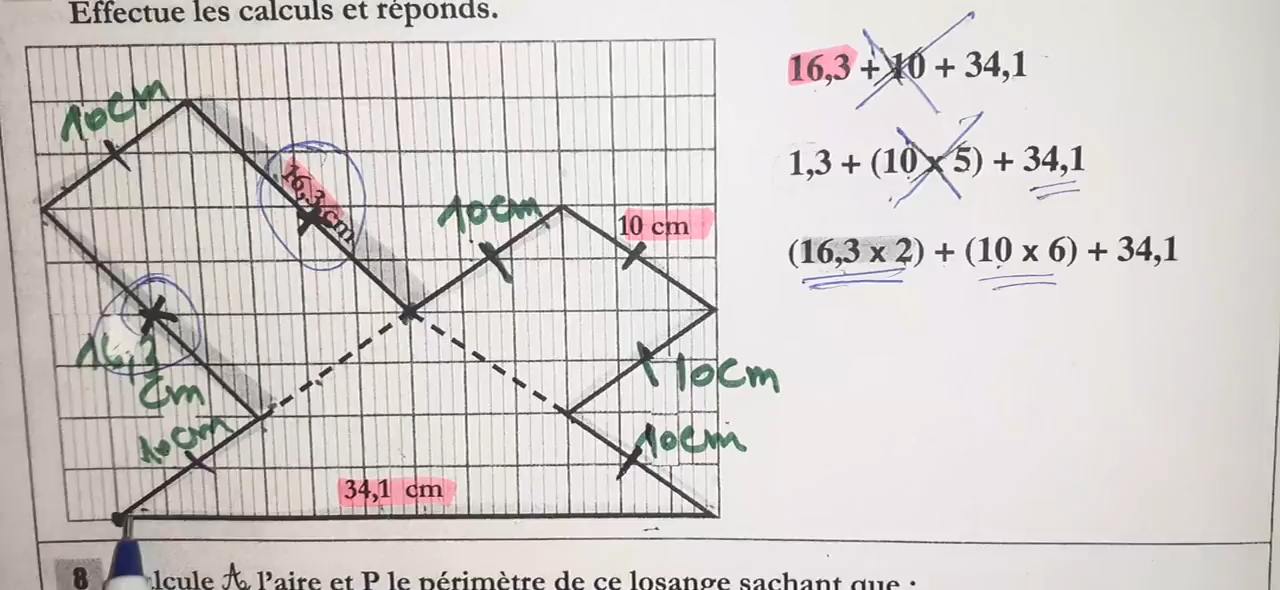 Effectue les calculs et réponds.
10cm
16,3 cm
10cm
10 cm
16,3
cm
10cm
10cm
10cm
34,1 cm
16,3 + 10 + 34,1
1,3 + (10 x 5) + 34,1
(16,3 x 2) + (10 x 6) + 34,1
8
lcule l'aire et P le périmètre de ce losange sachant que :